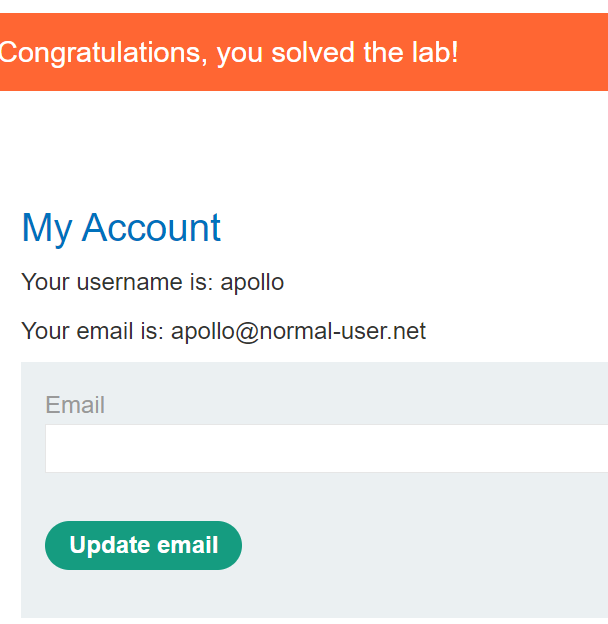 Congratulations, you solved the lab!
My Account
Your username is: apollo
Your email is: apollo@normal-user.net
Email
Update email